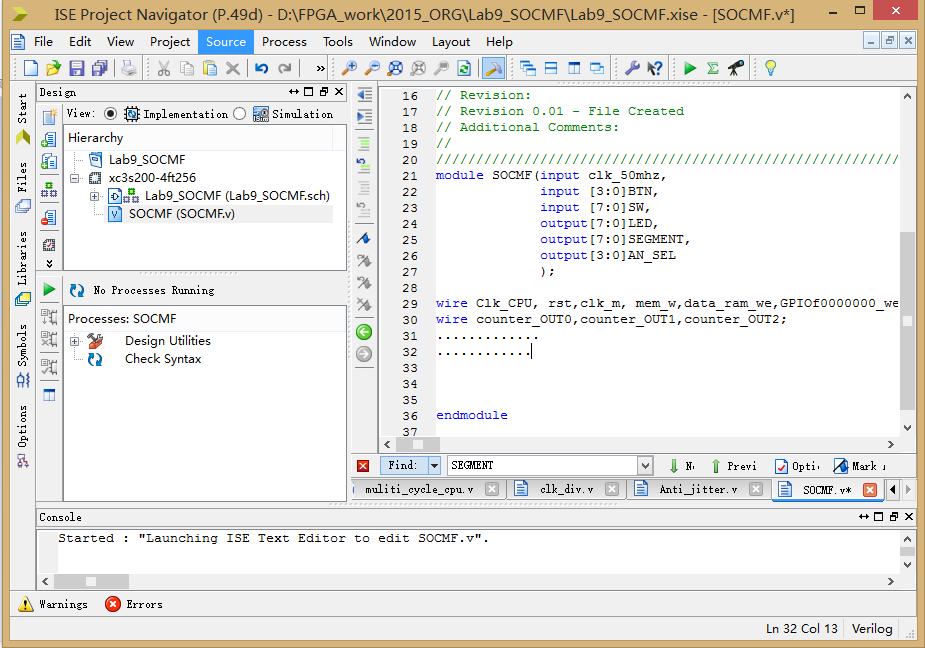 ISE Project Navigator (P.49d) - D:\FPGA_work\2015_ORG\Lab9_SOCMF\Lab9_SOCMF.xise - [SOCMF.v*]
File Edit View Project Source Process Tools Window Layout Help
Start
Files
Libraries
Symbols
Options
Design
View: Implementation Simulation
Hierarchy
Lab9_SOCMF
xc3s200-4ft256
Lab9_SOCMF (Lab9_SOCMF.sch)
SOCMF (SOCMF.v)
No Processes Running
Processes: SOCMF
Design Utilities
Check Syntax
16 // Revision:
17 // Revision 0.01 - File Created
18 // Additional Comments:
19 //
20 //////////////////////////////////////////////////////////
21 module SOCMF(input clk_50mhz,
22 input [3:0]BTN,
23 input [7:0]SW,
24 output[7:0]LED,
25 output[7:0]SEGMENT,
26 output[3:0]AN_SEL
27 );
28
29 wire Clk_CPU, rst,clk_m, mem_w,data_ram_we,GPIOf0000000_we
30 wire counter_OUT0,counter_OUT1,counter_OUT2;
31 .............
32 ............
33
34
35
36 endmodule
37
Find: SEGMENT N Previ Opti Mark
muliti_cycle_cpu.v clk_div.v Anti_jitter.v SOCMF.v*
Console
Started : "Launching ISE Text Editor to edit SOCMF.v".
Warnings Errors
Ln 32 Col 13 Verilog